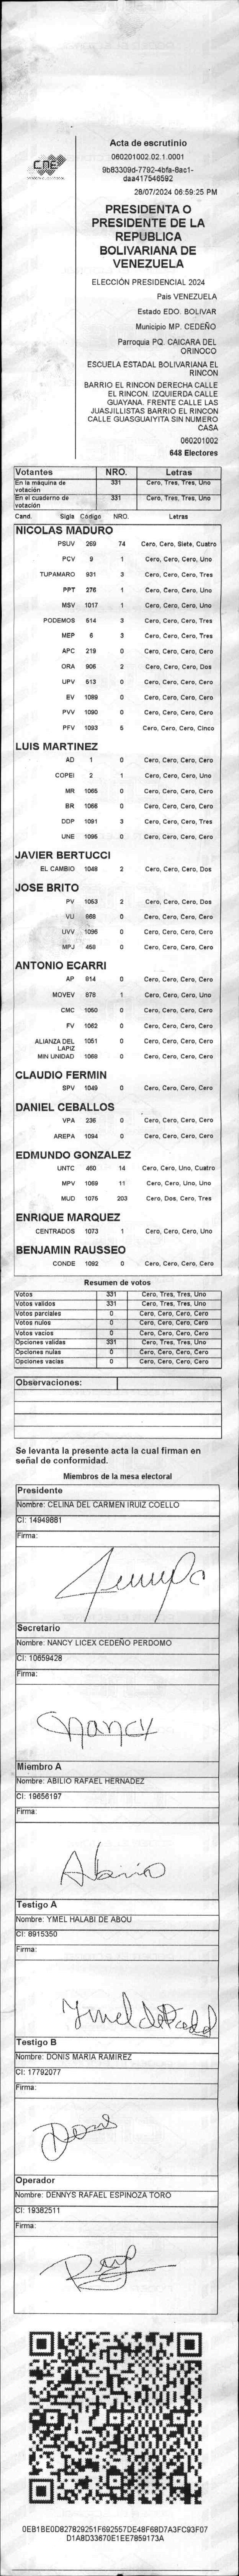 CNE
Acta de escrutinio
060201002.02.1.0001
9b83309d-7792-4bfa-8ac1-
daa417546592
28/07/2024 06:59:25 PM
PRESIDENTA O
PRESIDENTE DE LA
REPUBLICA
BOLIVARIANA DE
VENEZUELA
ELECCIÓN PRESIDENCIAL 2024
Pais VENEZUELA
Estado EDO. BOLIVAR
Municipio MP. CEDEÑO
Parroquia PQ. CAICARA DEL
ORINOCO
ESCUELA ESTADAL BOLIVARIANA EL
RINCON
BARRIO EL RINCON DERECHA CALLE
EL RINCON. IZQUIERDA CALLE
GUAYANA. FRENTE CALLE LAS
JUASJILLISTAS BARRIO EL RINCON
CALLE GUASGUAIYITA SIN NUMERO
CASA
060201002
648 Electores
Votantes NRO. Letras
En la máquina de votación 331 Cero, Tres, Tres, Uno
En el cuaderno de votación 331 Cero, Tres, Tres, Uno
Cand. Sigla Código NRO. Letras
NICOLAS MADURO
PSUV 269 74 Cero, Cero, Siete, Cuatro
PCV 9 1 Cero, Cero, Cero, Uno
TUPAMARO 931 3 Cero, Cero, Cero, Tres
PPT 276 1 Cero, Cero, Cero, Uno
MSV 1017 1 Cero, Cero, Cero, Uno
PODEMOS 514 3 Cero, Cero, Cero, Tres
MEP 6 3 Cero, Cero, Cero, Tres
APC 219 0 Cero, Cero, Cero, Cero
ORA 906 2 Cero, Cero, Cero, Dos
UPV 513 0 Cero, Cero, Cero, Cero
EV 1089 0 Cero, Cero, Cero, Cero
PVV 1090 0 Cero, Cero, Cero, Cero
PFV 1093 5 Cero, Cero, Cero, Cinco
LUIS MARTINEZ
AD 1 0 Cero, Cero, Cero, Cero
COPEI 2 1 Cero, Cero, Cero, Uno
MR 1065 0 Cero, Cero, Cero, Cero
BR 1066 0 Cero, Cero, Cero, Cero
DDP 1091 3 Cero, Cero, Cero, Tres
UNE 1095 0 Cero, Cero, Cero, Cero
JAVIER BERTUCCI
EL CAMBIO 1048 2 Cero, Cero, Cero, Dos
JOSE BRITO
PV 1053 2 Cero, Cero, Cero, Dos
VU 868 0 Cero, Cero, Cero, Cero
UVV 1096 0 Cero, Cero, Cero, Cero
MPJ 458 0 Cero, Cero, Cero, Cero
ANTONIO ECARRI
AP 814 0 Cero, Cero, Cero, Cero
MOVEV 878 1 Cero, Cero, Cero, Uno
CMC 1050 0 Cero, Cero, Cero, Cero
FV 1062 0 Cero, Cero, Cero, Cero
ALIANZA DEL LAPIZ 1051 0 Cero, Cero, Cero, Cero
MIN UNIDAD 1068 0 Cero, Cero, Cero, Cero
CLAUDIO FERMIN
SPV 1049 0 Cero, Cero, Cero, Cero
DANIEL CEBALLOS
VPA 236 0 Cero, Cero, Cero, Cero
AREPA 1094 0 Cero, Cero, Cero, Cero
EDMUNDO GONZALEZ
UNTC 460 14 Cero, Cero, Uno, Cuatro
MPV 1069 11 Cero, Cero, Uno, Uno
MUD 1075 203 Cero, Dos, Cero, Tres
ENRIQUE MARQUEZ
CENTRADOS 1073 1 Cero, Cero, Cero, Uno
BENJAMIN RAUSSEO
CONDE 1092 0 Cero, Cero, Cero, Cero
Resumen de votos
Votos 331 Cero, Tres, Tres, Uno
Votos validos 331 Cero, Tres, Tres, Uno
Votos parciales 0 Cero, Cero, Cero, Cero
Votos nulos 0 Cero, Cero, Cero, Cero
Votos vacios 0 Cero, Cero, Cero, Cero
Opciones validas 331 Cero, Tres, Tres, Uno
Opciones nulas 0 Cero, Cero, Cero, Cero
Opciones vacias 0 Cero, Cero, Cero, Cero
Observaciones:
Se levanta la presente acta la cual firman en
señal de conformidad.
Miembros de la mesa electoral
Presidente
Nombre: CELINA DEL CARMEN IRUIZ COELLO
CI: 14949881
Firma:
Secretario
Nombre: NANCY LICEX CEDEÑO PERDOMO
CI: 10659428
Firma:
Nancy
Miembro A
Nombre: ABILIO RAFAEL HERNADEZ
CI: 19656197
Firma:
Abilio
Testigo A
Nombre: YMEL HALABI DE ABOU
CI: 8915350
Firma:
Testigo B
Nombre: DONIS MARIA RAMIREZ
CI: 17792077
Firma:
Donis
Operador
Nombre: DENNYS RAFAEL ESPINOZA TORO
CI: 19382511
Firma:
0EB1BE0D827829251F692557DE48F68D7A3FC93F07
D1A8D33670E1EE7859173A